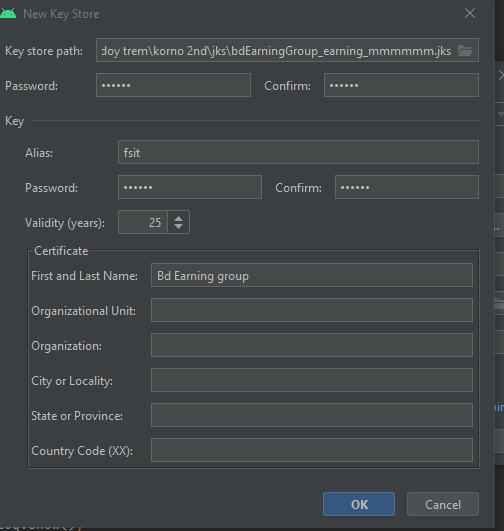 New Key Store
Key store path: doy trem\korno 2nd\jks\bdEarningGroup_earning_mmmmmm.jks
Password: •••••• Confirm: ••••••
Key
Alias: fsit
Password: •••••• Confirm: ••••••
Validity (years): 25
Certificate
First and Last Name: Bd Earning group
Organizational Unit:
Organization:
City or Locality:
State or Province:
Country Code (XX):
OK Cancel